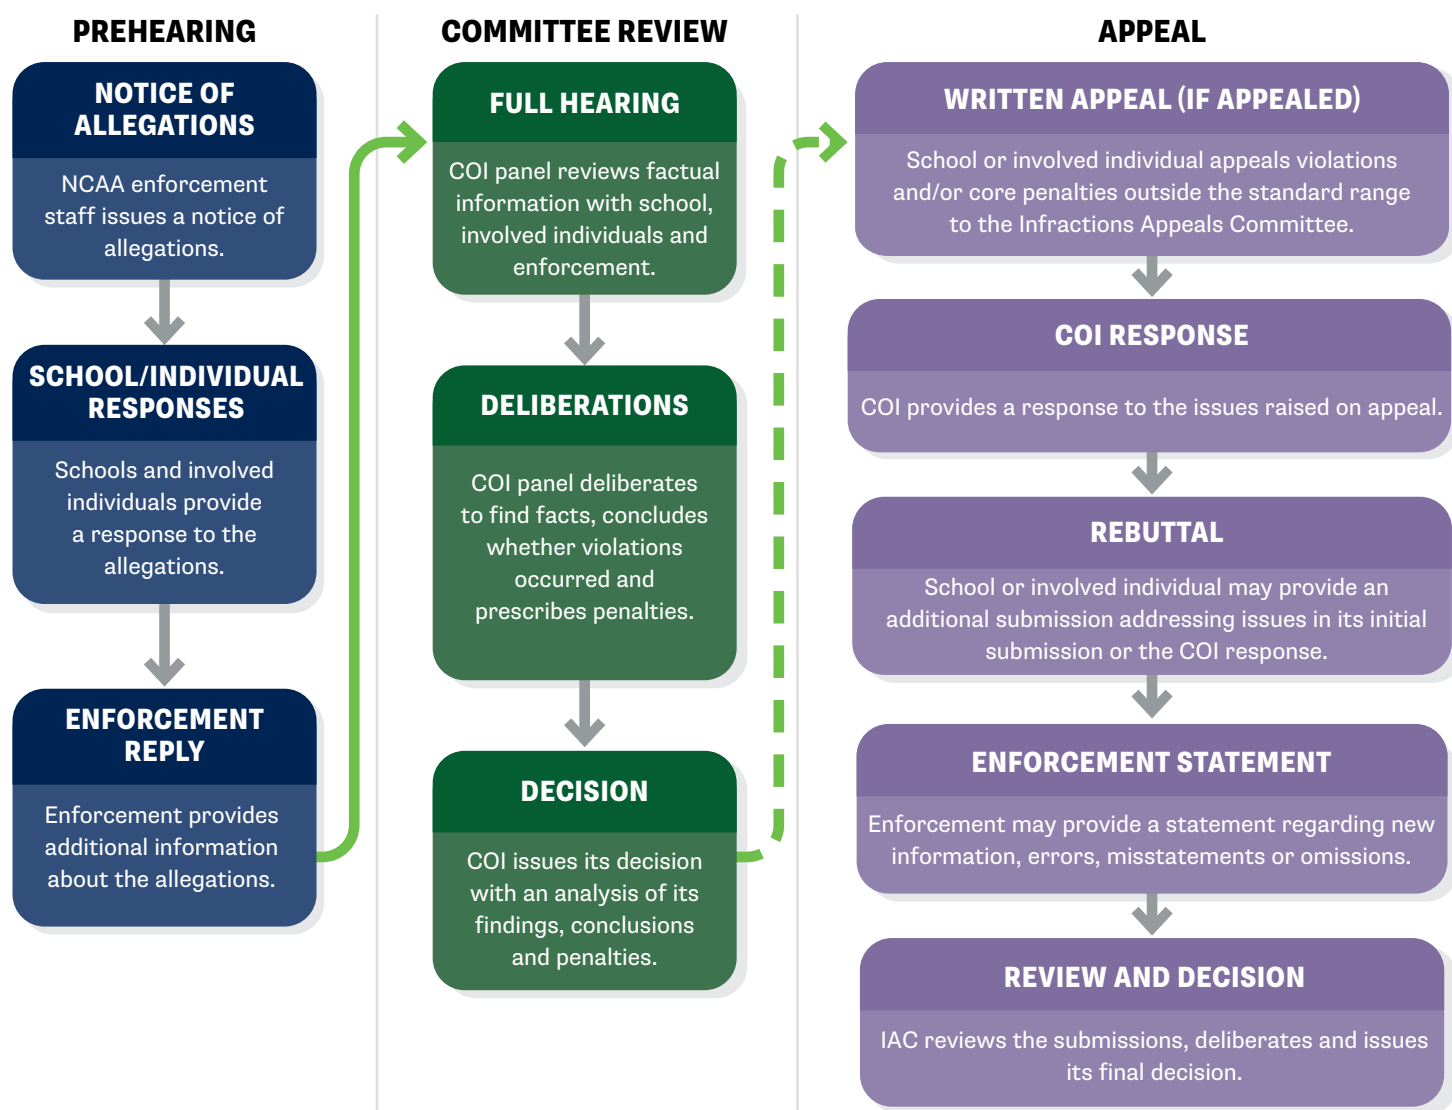 PREHEARING
NOTICE OF
ALLEGATIONS
NCAA enforcement
staff issues a notice of
allegations.
SCHOOL/INDIVIDUAL
RESPONSES
Schools and involved
individuals provide
a response to the
allegations.
ENFORCEMENT
REPLY
Enforcement provides
additional information
about the allegations.
COMMITTEE REVIEW
FULL HEARING
COI panel reviews factual
information with school,
involved individuals and
enforcement.
DELIBERATIONS
COI panel deliberates
to find facts, concludes
whether violations
occurred and
prescribes penalties.
DECISION
COI issues its decision
with an analysis of its
findings, conclusions
and penalties.
APPEAL
WRITTEN APPEAL (IF APPEALED)
School or involved individual appeals violations
and/or core penalties outside the standard range
to the Infractions Appeals Committee.
COI RESPONSE
COI provides a response to the issues raised on appeal.
REBUTTAL
School or involved individual may provide an
additional submission addressing issues in its initial
submission or the COI response.
ENFORCEMENT STATEMENT
Enforcement may provide a statement regarding new
information, errors, misstatements or omissions.
REVIEW AND DECISION
IAC reviews the submissions, deliberates and issues
its final decision.